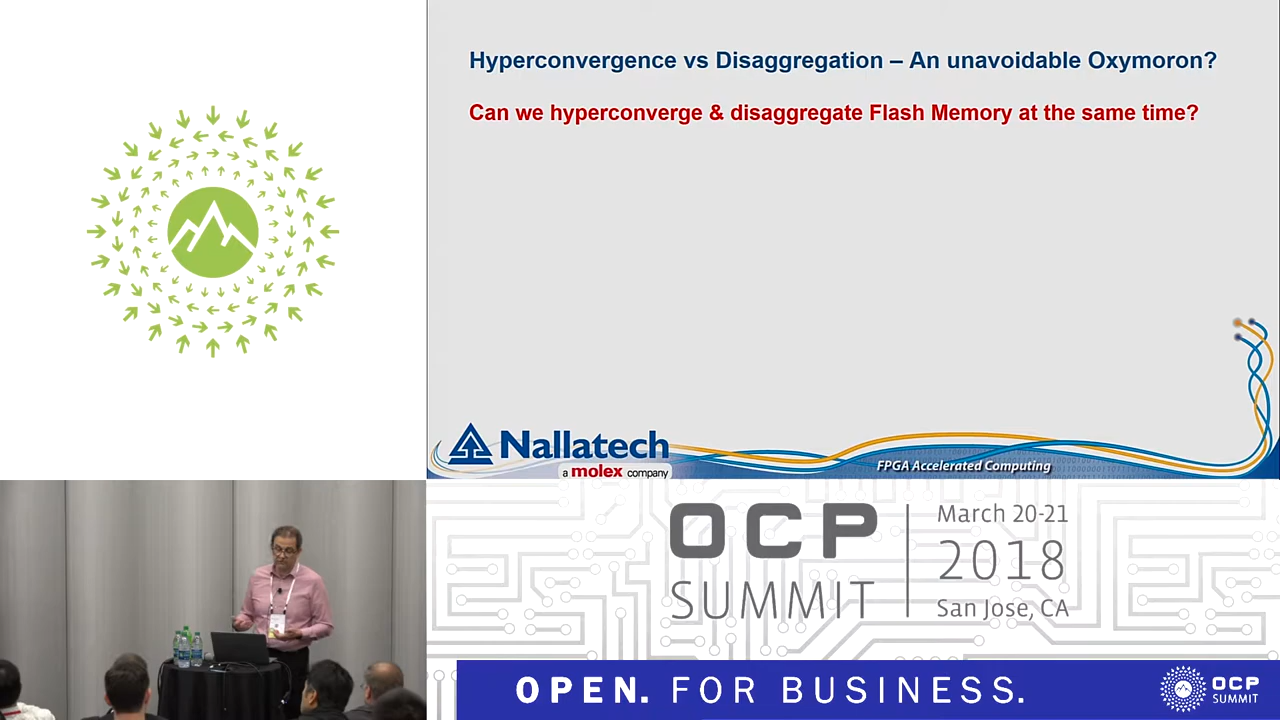 Hyperconvergence vs Disaggregation – An unavoidable Oxymoron?
Can we hyperconverge & disaggregate Flash Memory at the same time?
Nallatech
a molex company
FPGA Accelerated Computing
OCP
SUMMIT
March 20-21
2018
San Jose, CA
OPEN. FOR BUSINESS.
OCP
SUMMIT